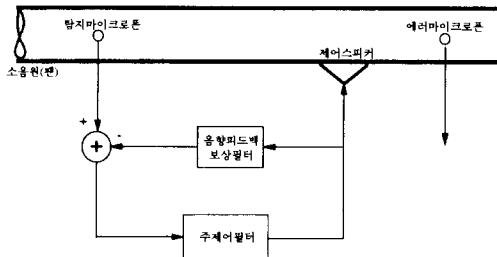 탐지마이크로폰
에러마이크로폰
제어스피커
소음원(팬)
+
-
+
음향피드백
보상필터
주제어필터